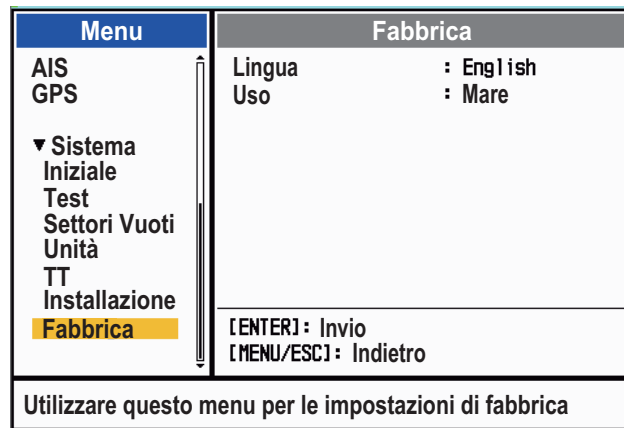 Menu
AIS
GPS
▼ Sistema
Iniziale
Test
Settori Vuoti
Unità
TT
Installazione
Fabbrica
Fabbrica
Lingua : English
Uso : Mare
[ENTER]: Invio
[MENU/ESC]: Indietro
Utilizzare questo menu per le impostazioni di fabbrica